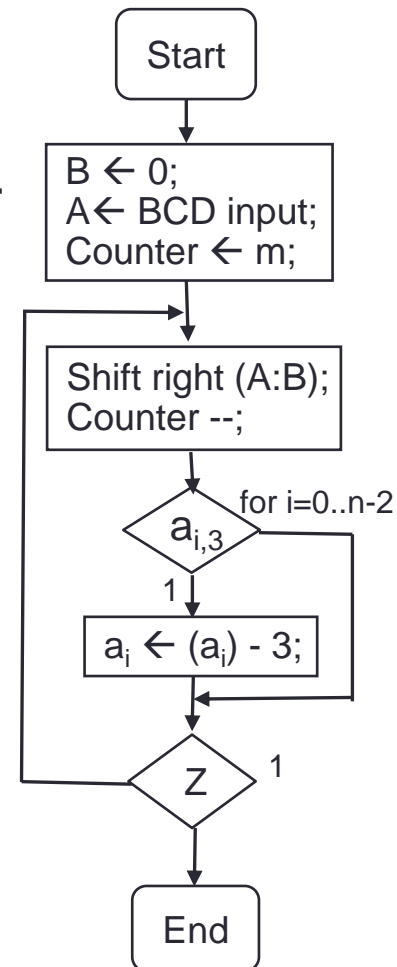 Start
B ← 0;
A← BCD input;
Counter ← m;
Shift right (A:B);
Counter --;
for i=0..n-2
a_{i,3}
1
a_i ← (a_i) - 3;
Z
1
End